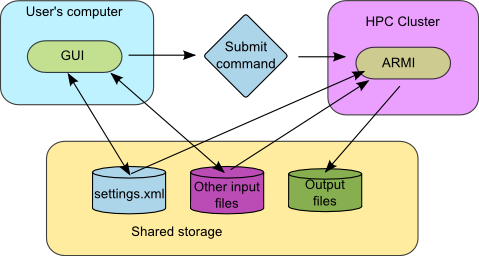 User's computer
HPC Cluster
GUI
Submit
command
ARMI
settings.xml
Other input
files
Output
files
Shared storage